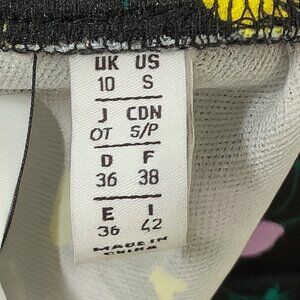 UK US
10 S
J CDN
OT S/P
D F
36 38
E I
36 42
MADE IN
CHINA